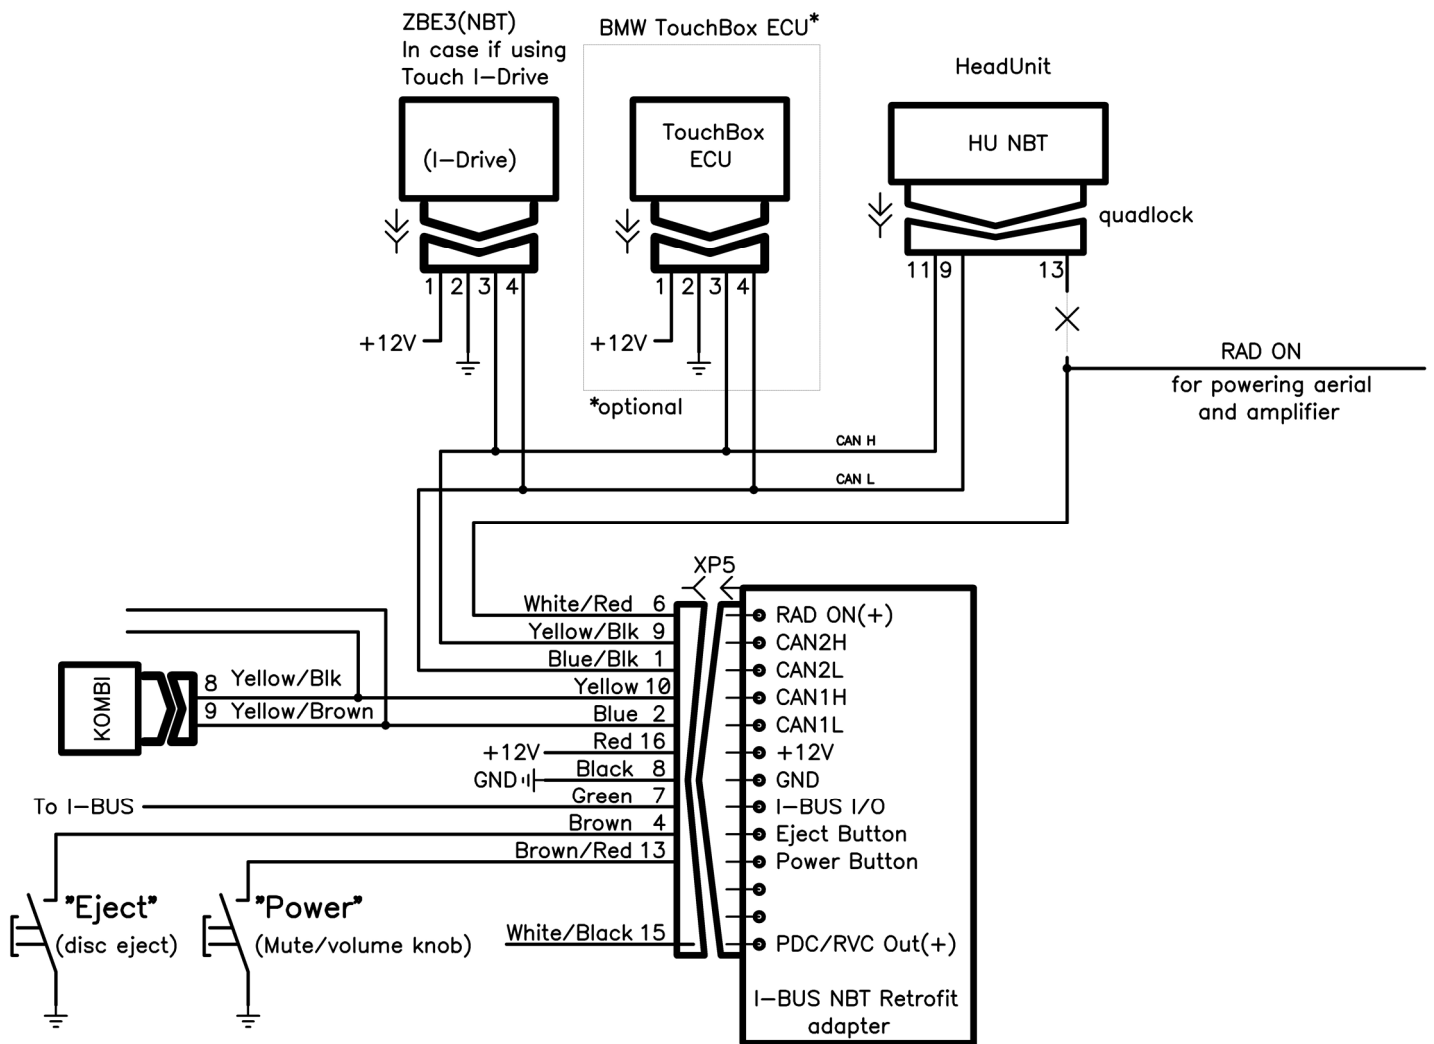 ZBE3(NBT)
In case if using
Touch I-Drive
BMW TouchBox ECU*
HeadUnit
(I-Drive)
TouchBox
ECU
HU NBT
quadlock
1 2 3 4
+12V
1 2 3 4
+12V
11 9 13
*optional
RAD ON
for powering aerial
and amplifier
CAN H
CAN L
XP5
White/Red 6
RAD ON(+)
Yellow/Blk 9
CAN2H
Blue/Blk 1
CAN2L
KOMBI
8 Yellow/Blk
Yellow 10
CAN1H
9 Yellow/Brown
Blue 2
CAN1L
+12V
Red 16
+12V
GND
Black 8
GND
To I-BUS
Green 7
I-BUS I/O
Brown 4
Eject Button
Brown/Red 13
Power Button
"Eject"
(disc eject)
"Power"
(Mute/volume knob)
White/Black 15
PDC/RVC Out(+)
I-BUS NBT Retrofit
adapter